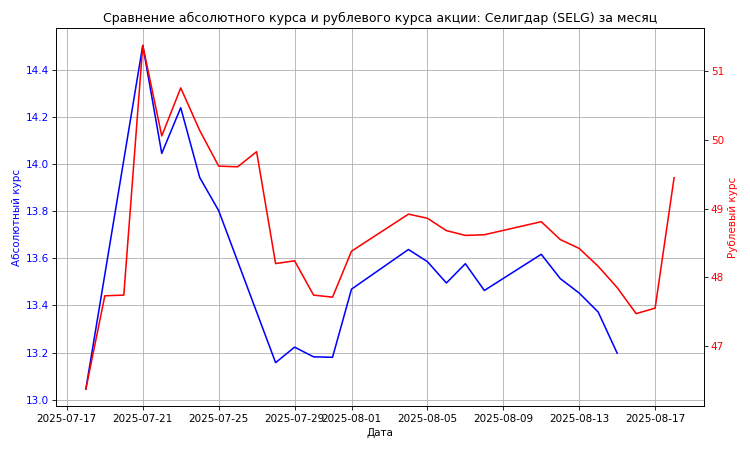 Сравнение абсолютного курса и рублевого курса акции: Селигдар (SELG) за месяц
Абсолютный курс
14.4
14.2
14.0
13.8
13.6
13.4
13.2
13.0
51
50
49
48
47
Рублевый курс
2025-07-17 2025-07-21 2025-07-25 2025-07-29 2025-08-01 2025-08-05 2025-08-09 2025-08-13 2025-08-17
Дата